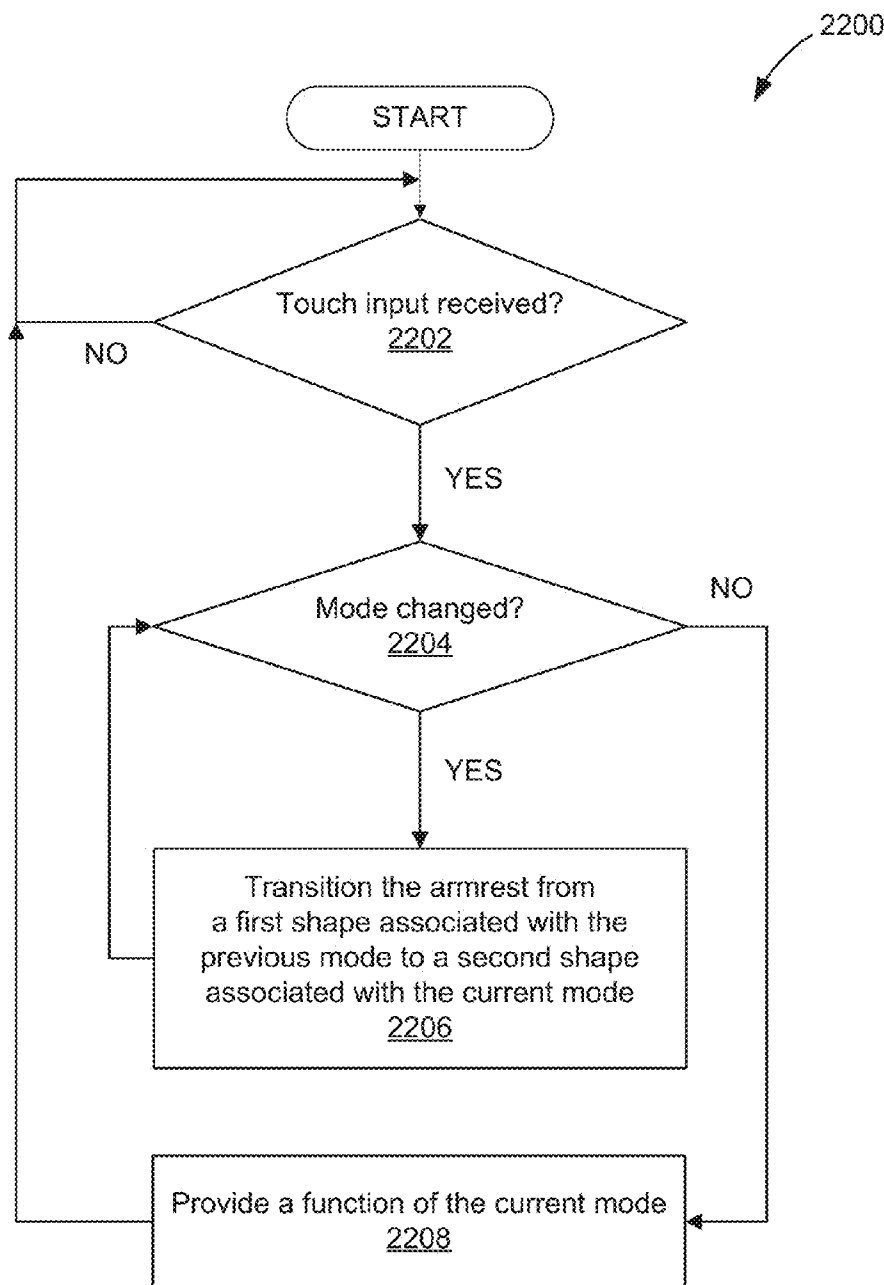 2200
START
Touch input received?
2202
NO
YES
Mode changed?
2204
NO
YES
Transition the armrest from
a first shape associated with the
previous mode to a second shape
associated with the current mode
2206
Provide a function of the current mode
2208